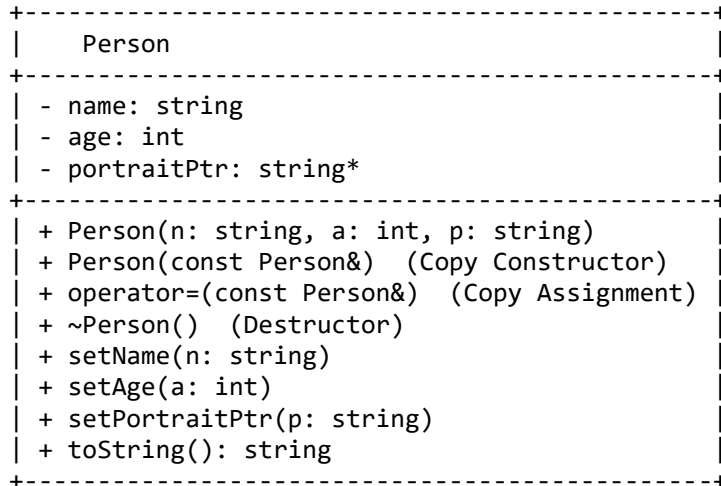 Person
- name: string
- age: int
- portraitPtr: string*
+ Person(n: string, a: int, p: string)
+ Person(const Person&)  (Copy Constructor)
+ operator=(const Person&)  (Copy Assignment)
+ ~Person()  (Destructor)
+ setName(n: string)
+ setAge(a: int)
+ setPortraitPtr(p: string)
+ toString(): string